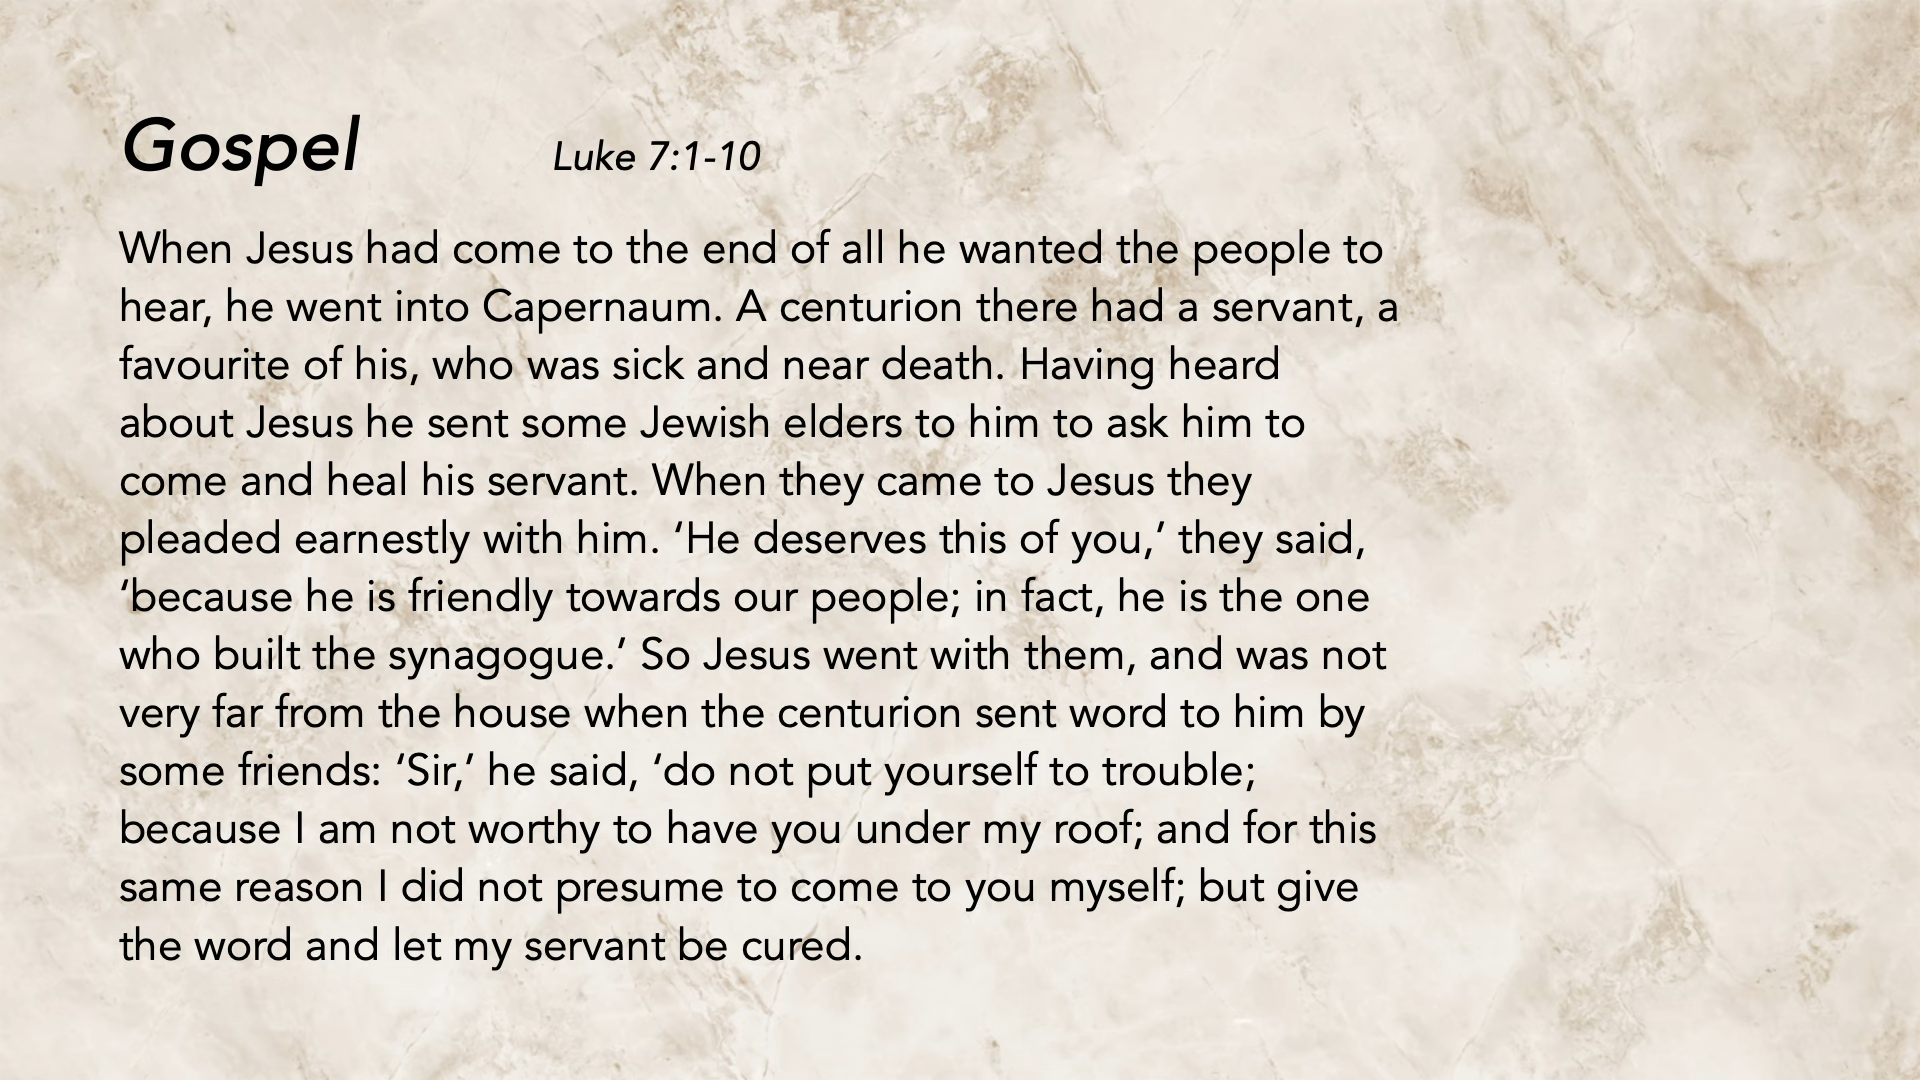 Gospel Luke 7:1-10
When Jesus had come to the end of all he wanted the people to
hear, he went into Capernaum. A centurion there had a servant, a
favourite of his, who was sick and near death. Having heard
about Jesus he sent some Jewish elders to him to ask him to
come and heal his servant. When they came to Jesus they
pleaded earnestly with him. ‘He deserves this of you,’ they said,
‘because he is friendly towards our people; in fact, he is the one
who built the synagogue.’ So Jesus went with them, and was not
very far from the house when the centurion sent word to him by
some friends: ‘Sir,’ he said, ‘do not put yourself to trouble;
because I am not worthy to have you under my roof; and for this
same reason I did not presume to come to you myself; but give
the word and let my servant be cured.